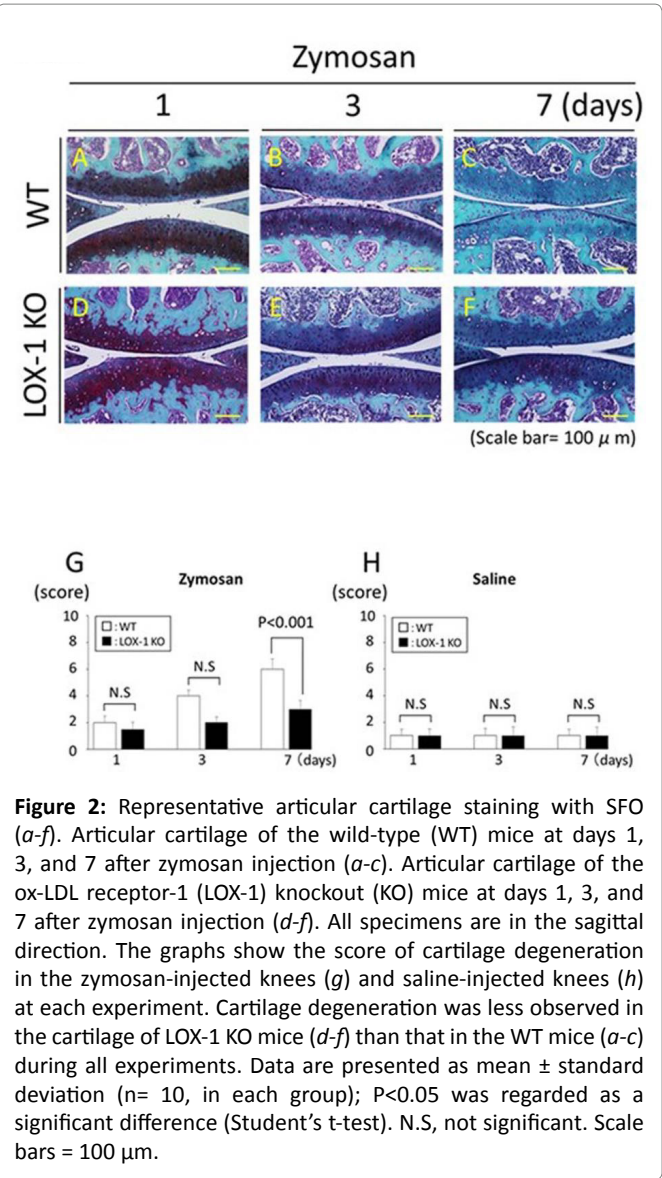 Zymosan
1 3 7 (days)
WT
A B C
LOX-1 KO
D E F
(Scale bar= 100 μ m)
G
(score)
Zymosan
10
8
6
4
2
0
□ : WT
■ : LOX-1 KO
N.S
N.S
P<0.001
1 3 7 (days)
H
(score)
Saline
10
8
6
4
2
0
□ : WT
■ : LOX-1 KO
N.S
N.S
N.S
1 3 7 (days)
Figure 2: Representative articular cartilage staining with SFO
(a-f). Articular cartilage of the wild-type (WT) mice at days 1,
3, and 7 after zymosan injection (a-c). Articular cartilage of the
ox-LDL receptor-1 (LOX-1) knockout (KO) mice at days 1, 3, and
7 after zymosan injection (d-f). All specimens are in the sagittal
direction. The graphs show the score of cartilage degeneration
in the zymosan-injected knees (g) and saline-injected knees (h)
at each experiment. Cartilage degeneration was less observed in
the cartilage of LOX-1 KO mice (d-f) than that in the WT mice (a-c)
during all experiments. Data are presented as mean ± standard
deviation (n= 10, in each group); P<0.05 was regarded as a
significant difference (Student's t-test). N.S, not significant. Scale
bars = 100 μm.